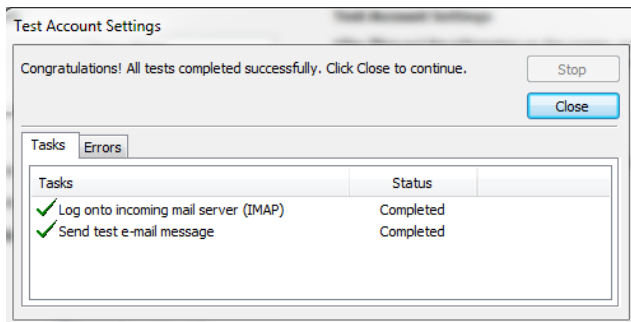 Test Account Settings
Congratulations! All tests completed successfully. Click Close to continue.
Stop
Close
Tasks Errors
Tasks Status
Log onto incoming mail server (IMAP) Completed
Send test e-mail message Completed